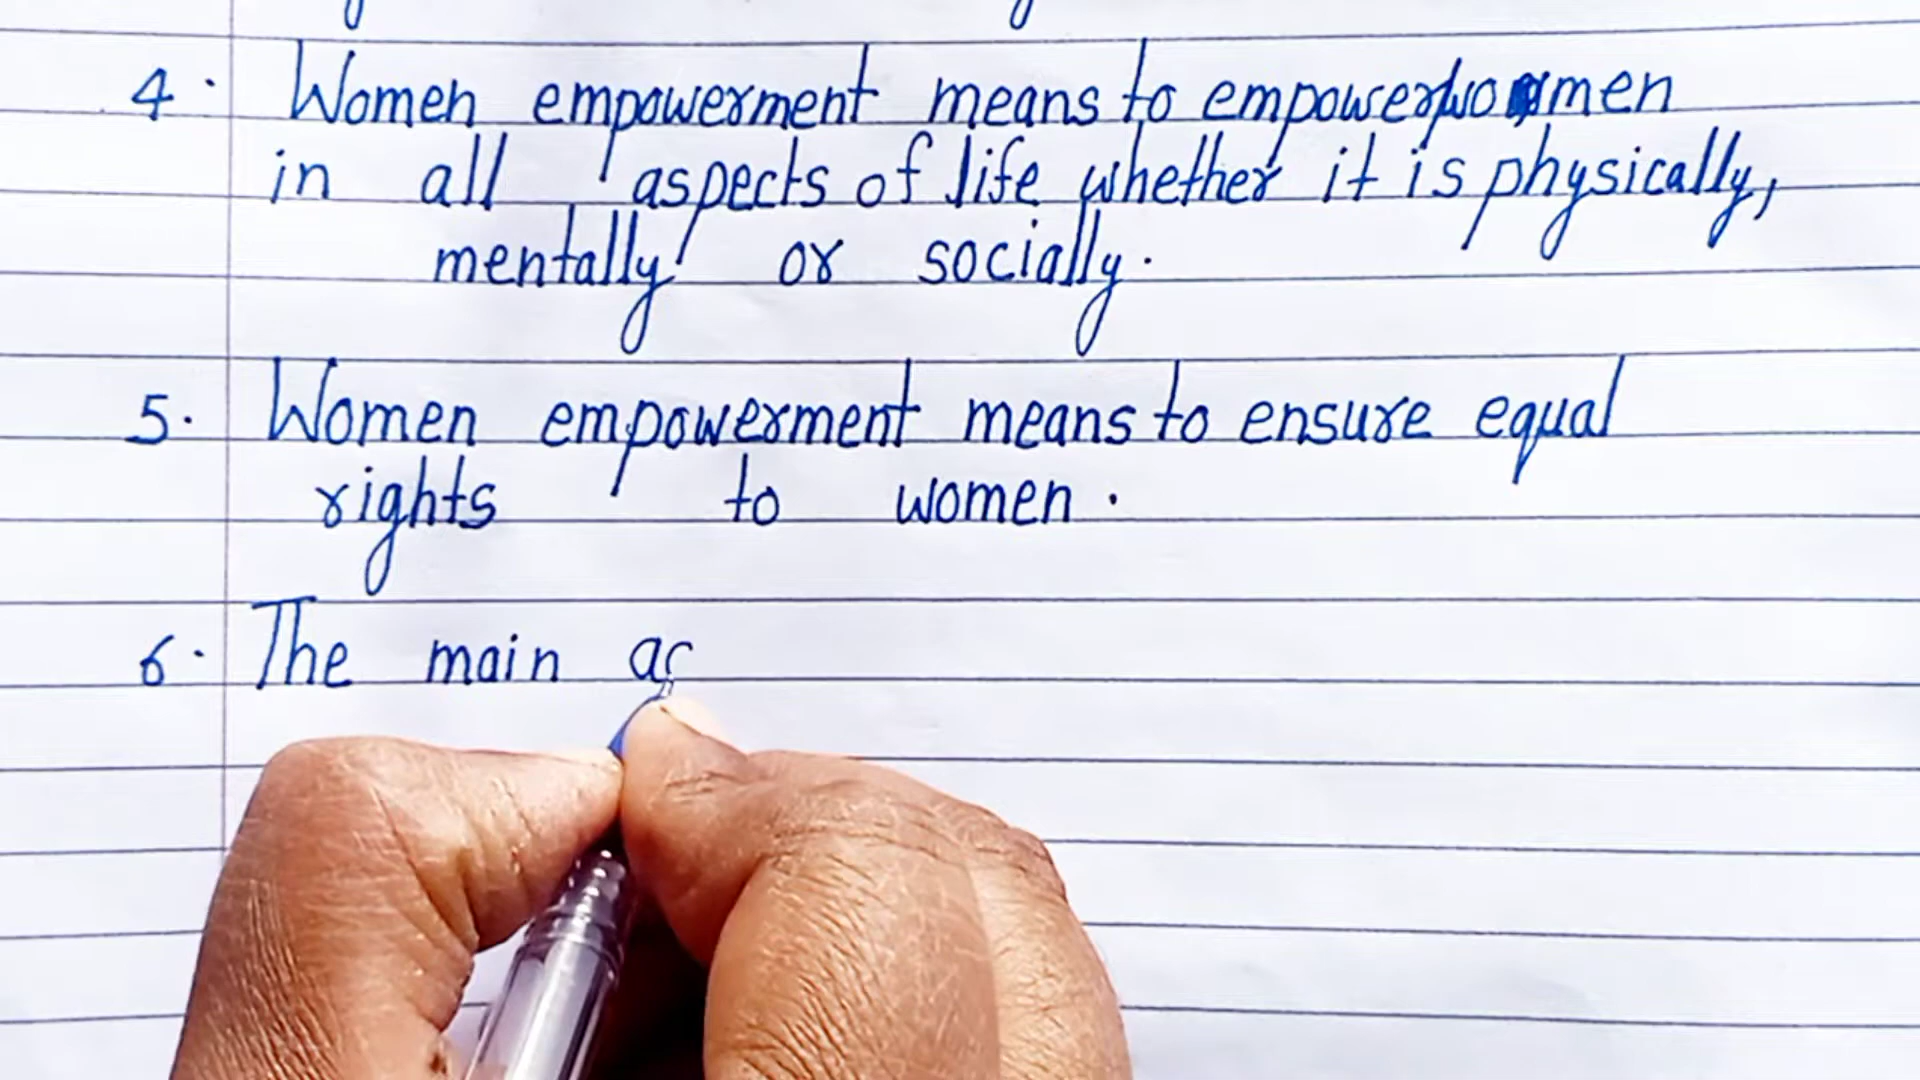 4. Women empowerment means to empower women
in all aspects of life whether it is physically,
mentally or socially.
5. Women empowerment means to ensure equal
rights to women.
6. The main